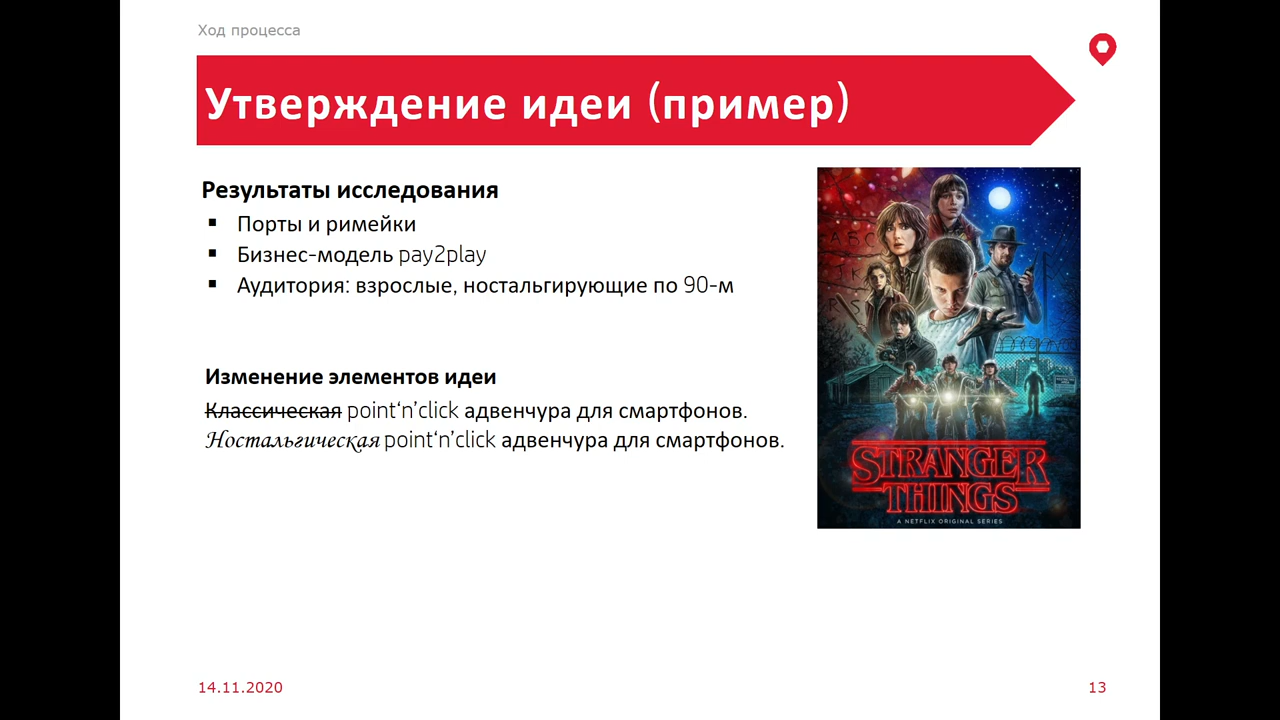 Ход процесса
Утверждение идеи (пример)
Результаты исследования
▪ Порты и римейки
▪ Бизнес-модель pay2play
▪ Аудитория: взрослые, ностальгирующие по 90-м
Изменение элементов идеи
Классическая point‘n’click адвенчура для смартфонов.
Ностальгическая point‘n’click адвенчура для смартфонов.
A B C
J K
R S
STRANGER
THINGS
A NETFLIX ORIGINAL SERIES
14.11.2020
13